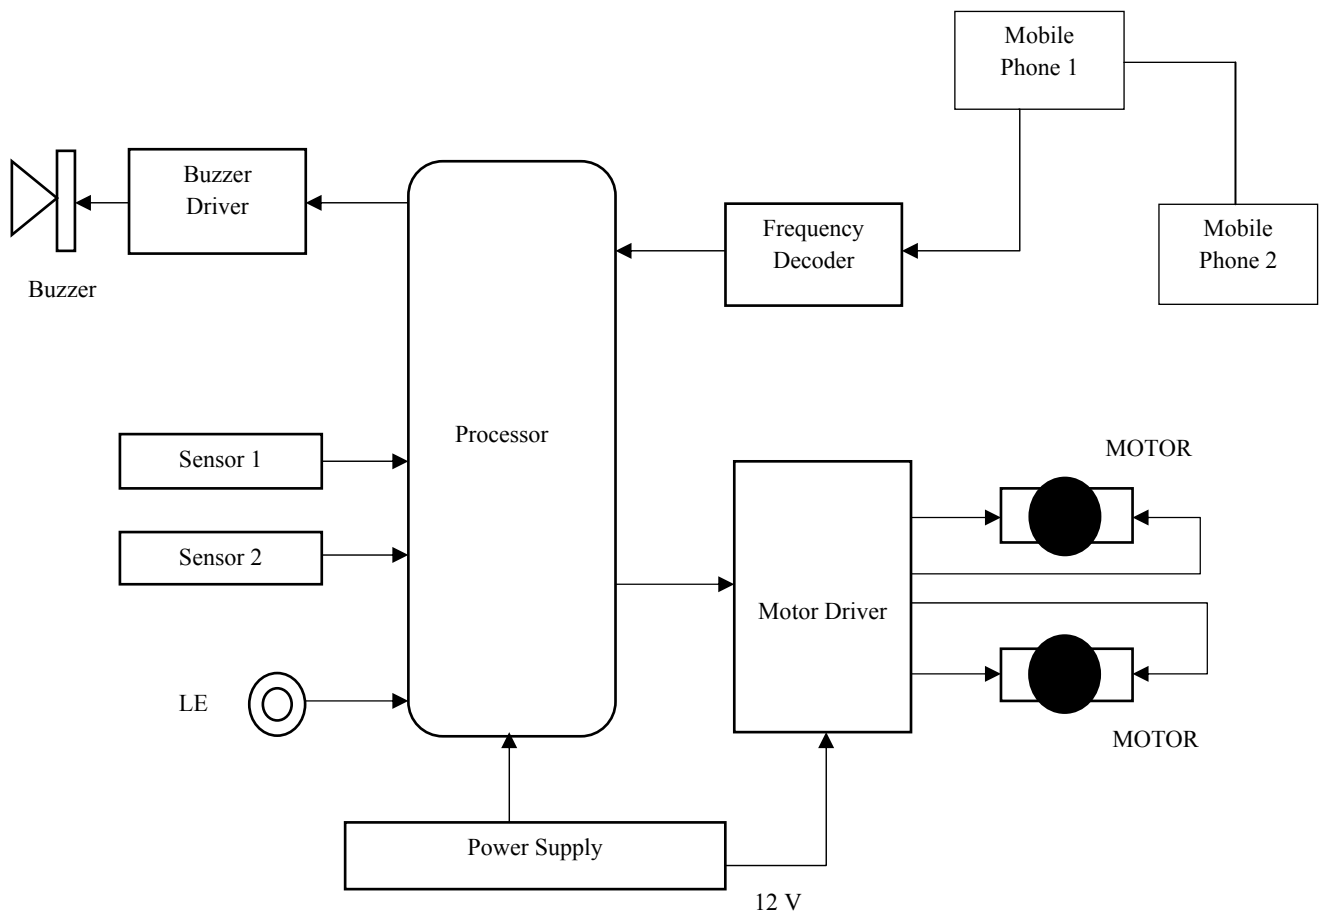 Mobile
Phone 1
Buzzer
Driver
Frequency
Decoder
Mobile
Phone 2
Buzzer
Processor
Sensor 1
MOTOR
Sensor 2
Motor Driver
LE
MOTOR
Power Supply
12 V